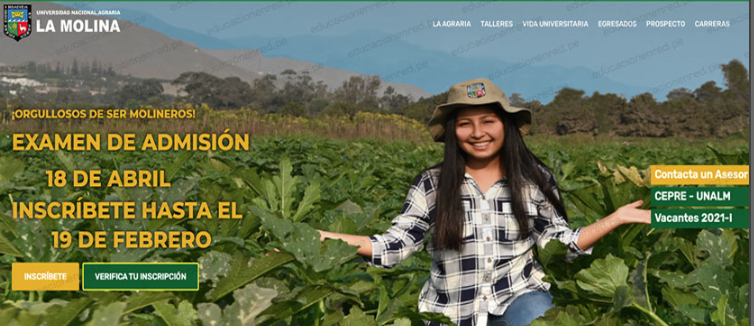 UNIVERSIDAD NACIONAL AGRARIA
LA MOLINA
LA AGRARIA TALLERES VIDA UNIVERSITARIA EGRESADOS PROSPECTO CARRERAS
¡ORGULLOSOS DE SER MOLINEROS!
EXAMEN DE ADMISIÓN
18 DE ABRIL
INSCRÍBETE HASTA EL
19 DE FEBRERO
INSCRÍBETE VERIFICA TU INSCRIPCIÓN
Contacta un Asesor
CEPRE - UNALM
Vacantes 2021-I
educacionenred.pe